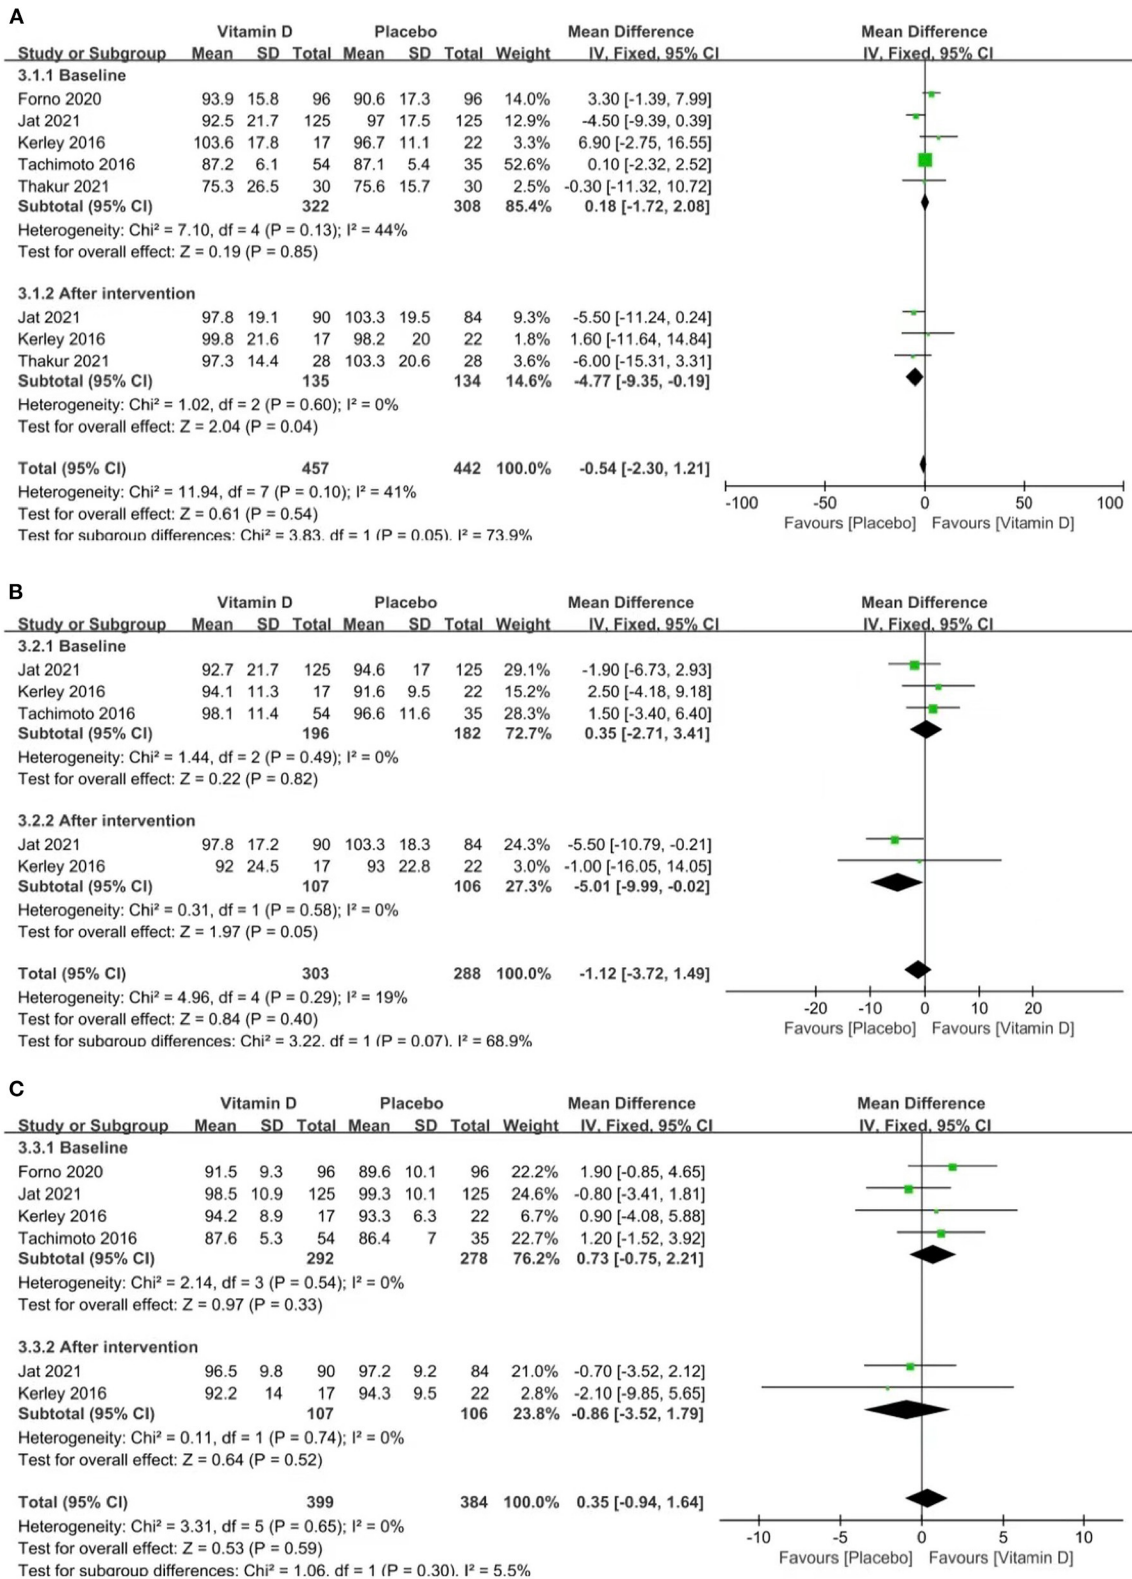 A
Vitamin D Placebo Mean Difference Mean Difference
Study or Subgroup Mean SD Total Mean SD Total Weight IV, Fixed, 95% CI IV, Fixed, 95% CI
3.1.1 Baseline
Forno 2020 93.9 15.8 96 90.6 17.3 96 14.0% 3.30 [-1.39, 7.99]
Jat 2021 92.5 21.7 125 97 17.5 125 12.9% -4.50 [-9.39, 0.39]
Kerley 2016 103.6 17.8 17 96.7 11.1 22 3.3% 6.90 [-2.75, 16.55]
Tachimoto 2016 87.2 6.1 54 87.1 5.4 35 52.6% 0.10 [-2.32, 2.52]
Thakur 2021 75.3 26.5 30 75.6 15.7 30 2.5% -0.30 [-11.32, 10.72]
Subtotal (95% CI) 322 308 85.4% 0.18 [-1.72, 2.08]
Heterogeneity: Chi² = 7.10, df = 4 (P = 0.13); I² = 44%
Test for overall effect: Z = 0.19 (P = 0.85)
3.1.2 After intervention
Jat 2021 97.8 19.1 90 103.3 19.5 84 9.3% -5.50 [-11.24, 0.24]
Kerley 2016 99.8 21.6 17 98.2 20 22 1.8% 1.60 [-11.64, 14.84]
Thakur 2021 97.3 14.4 28 103.3 20.6 28 3.6% -6.00 [-15.31, 3.31]
Subtotal (95% CI) 135 134 14.6% -4.77 [-9.35, -0.19]
Heterogeneity: Chi² = 1.02, df = 2 (P = 0.60); I² = 0%
Test for overall effect: Z = 2.04 (P = 0.04)
Total (95% CI) 457 442 100.0% -0.54 [-2.30, 1.21]
Heterogeneity: Chi² = 11.94, df = 7 (P = 0.10); I² = 41%
Test for overall effect: Z = 0.61 (P = 0.54)
Test for subgroup differences: Chi² = 3.83, df = 1 (P = 0.05), I² = 73.9%
-100 -50 0 50 100
Favours [Placebo] Favours [Vitamin D]
B
Vitamin D Placebo Mean Difference Mean Difference
Study or Subgroup Mean SD Total Mean SD Total Weight IV, Fixed, 95% CI IV, Fixed, 95% CI
3.2.1 Baseline
Jat 2021 92.7 21.7 125 94.6 17 125 29.1% -1.90 [-6.73, 2.93]
Kerley 2016 94.1 11.3 17 91.6 9.5 22 15.2% 2.50 [-4.18, 9.18]
Tachimoto 2016 98.1 11.4 54 96.6 11.6 35 28.3% 1.50 [-3.40, 6.40]
Subtotal (95% CI) 196 182 72.7% 0.35 [-2.71, 3.41]
Heterogeneity: Chi² = 1.44, df = 2 (P = 0.49); I² = 0%
Test for overall effect: Z = 0.22 (P = 0.82)
3.2.2 After intervention
Jat 2021 97.8 17.2 90 103.3 18.3 84 24.3% -5.50 [-10.79, -0.21]
Kerley 2016 92 24.5 17 93 22.8 22 3.0% -1.00 [-16.05, 14.05]
Subtotal (95% CI) 107 106 27.3% -5.01 [-9.99, -0.02]
Heterogeneity: Chi² = 0.31, df = 1 (P = 0.58); I² = 0%
Test for overall effect: Z = 1.97 (P = 0.05)
Total (95% CI) 303 288 100.0% -1.12 [-3.72, 1.49]
Heterogeneity: Chi² = 4.96, df = 4 (P = 0.29); I² = 19%
Test for overall effect: Z = 0.84 (P = 0.40)
Test for subgroup differences: Chi² = 3.22, df = 1 (P = 0.07), I² = 68.9%
-20 -10 0 10 20
Favours [Placebo] Favours [Vitamin D]
C
Vitamin D Placebo Mean Difference Mean Difference
Study or Subgroup Mean SD Total Mean SD Total Weight IV, Fixed, 95% CI IV, Fixed, 95% CI
3.3.1 Baseline
Forno 2020 91.5 9.3 96 89.6 10.1 96 22.2% 1.90 [-0.85, 4.65]
Jat 2021 98.5 10.9 125 99.3 10.1 125 24.6% -0.80 [-3.41, 1.81]
Kerley 2016 94.2 8.9 17 93.3 6.3 22 6.7% 0.90 [-4.08, 5.88]
Tachimoto 2016 87.6 5.3 54 86.4 7 35 22.7% 1.20 [-1.52, 3.92]
Subtotal (95% CI) 292 278 76.2% 0.73 [-0.75, 2.21]
Heterogeneity: Chi² = 2.14, df = 3 (P = 0.54); I² = 0%
Test for overall effect: Z = 0.97 (P = 0.33)
3.3.2 After intervention
Jat 2021 96.5 9.8 90 97.2 9.2 84 21.0% -0.70 [-3.52, 2.12]
Kerley 2016 92.2 14 17 94.3 9.5 22 2.8% -2.10 [-9.85, 5.65]
Subtotal (95% CI) 107 106 23.8% -0.86 [-3.52, 1.79]
Heterogeneity: Chi² = 0.11, df = 1 (P = 0.74); I² = 0%
Test for overall effect: Z = 0.64 (P = 0.52)
Total (95% CI) 399 384 100.0% 0.35 [-0.94, 1.64]
Heterogeneity: Chi² = 3.31, df = 5 (P = 0.65); I² = 0%
Test for overall effect: Z = 0.53 (P = 0.59)
Test for subgroup differences: Chi² = 1.06, df = 1 (P = 0.30), I² = 5.5%
-10 -5 0 5 10
Favours [Placebo] Favours [Vitamin D]